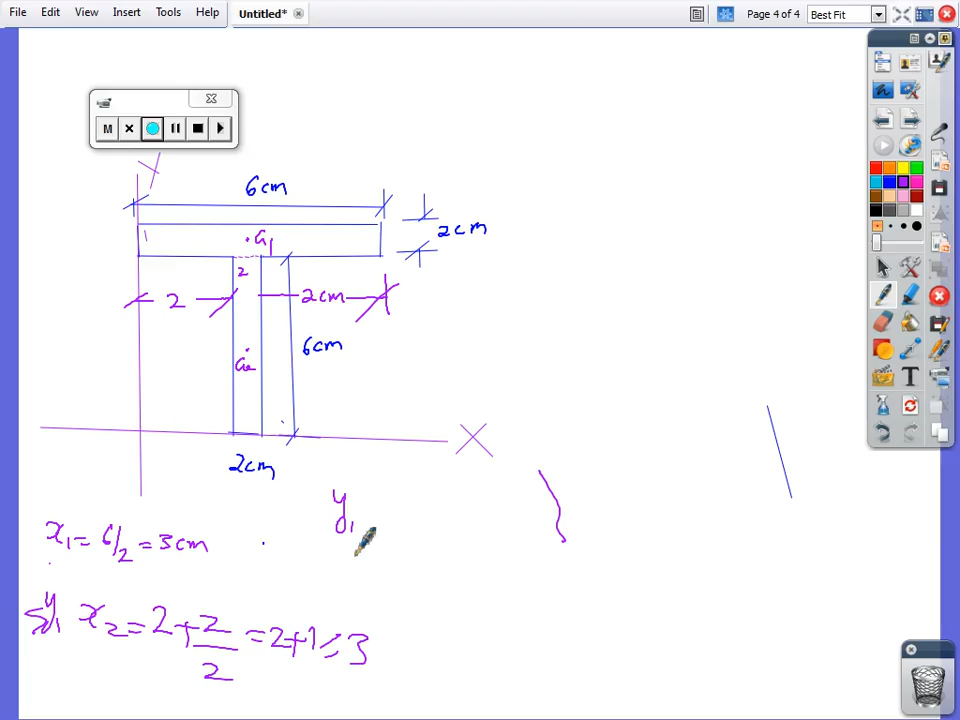 File Edit View Insert Tools Help Untitled* Page 4 of 4 Best Fit
M
Y
6cm
2cm
G1
2
2 2cm
6cm
G2
X
2cm
y1
x1 = 6/2 = 3cm
x2 = 2+2/2 = 2+1 = 3